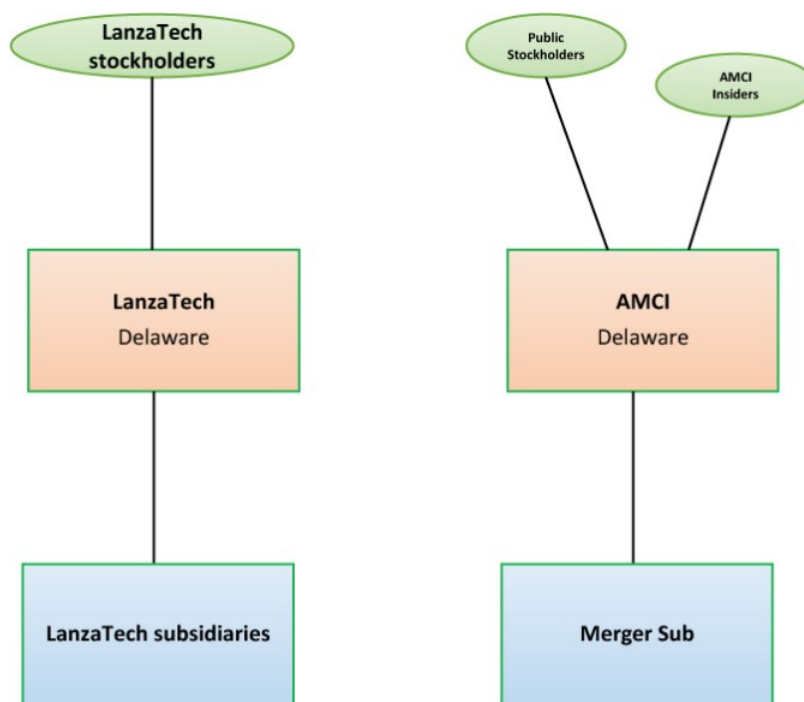 LanzaTech
stockholders
Public
Stockholders
AMCI
Insiders
LanzaTech
Delaware
AMCI
Delaware
LanzaTech subsidiaries
Merger Sub